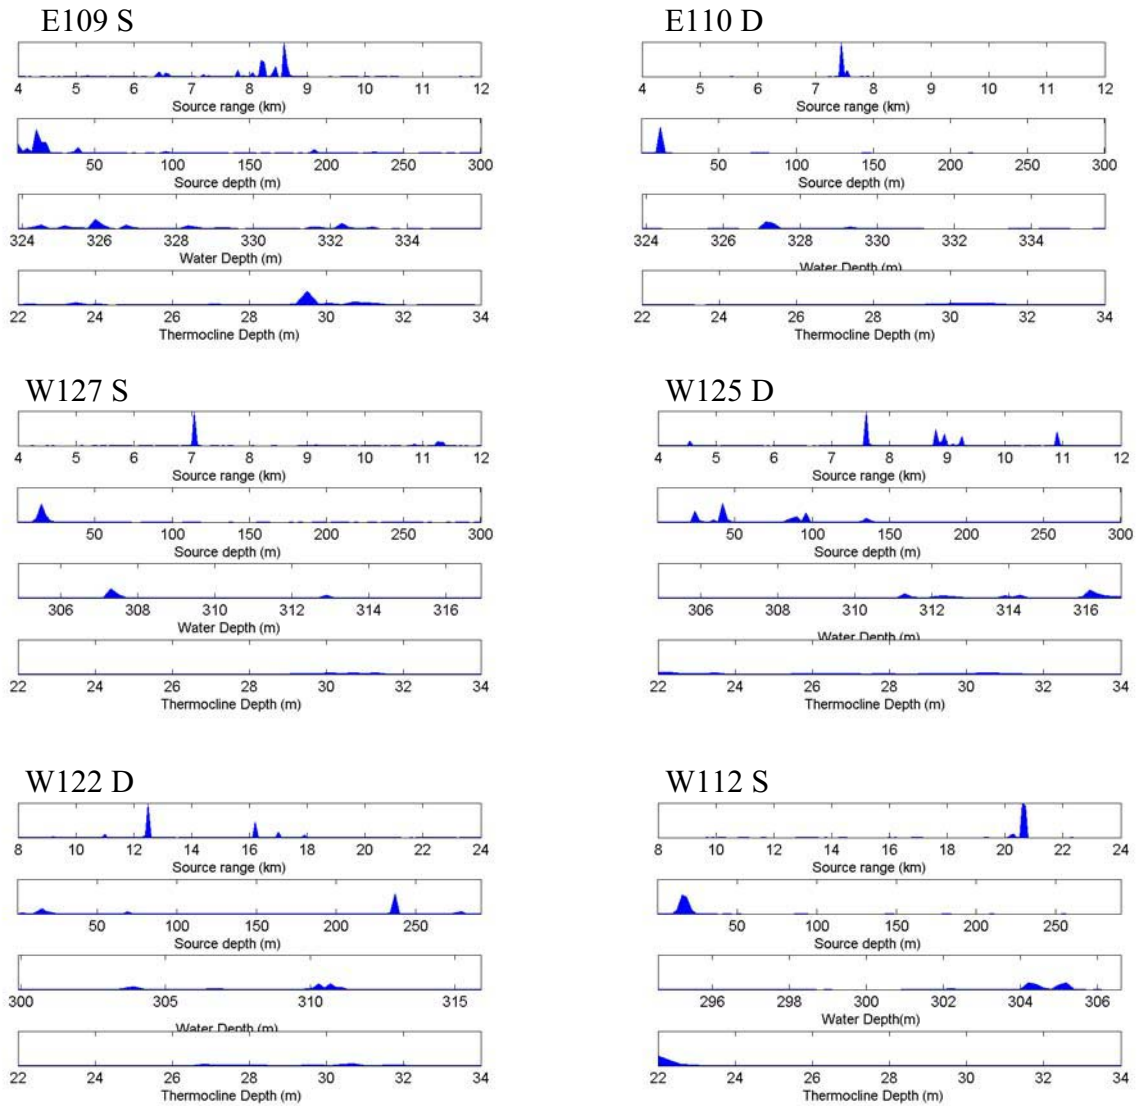 E109 S
4 5 6 7 8 9 10 11 12
Source range (km)
50 100 150 200 250 300
Source depth (m)
324 326 328 330 332 334
Water Depth (m)
22 24 26 28 30 32 34
Thermocline Depth (m)
E110 D
4 5 6 7 8 9 10 11 12
Source range (km)
50 100 150 200 250 300
Source depth (m)
324 326 328 330 332 334
Water Depth (m)
22 24 26 28 30 32 34
Thermocline Depth (m)
W127 S
4 5 6 7 8 9 10 11 12
Source range (km)
50 100 150 200 250 300
Source depth (m)
306 308 310 312 314 316
Water Depth (m)
22 24 26 28 30 32 34
Thermocline Depth (m)
W125 D
4 5 6 7 8 9 10 11 12
Source range (km)
50 100 150 200 250 300
Source depth (m)
306 308 310 312 314 316
Water Depth (m)
22 24 26 28 30 32 34
Thermocline Depth (m)
W122 D
8 10 12 14 16 18 20 22 24
Source range (km)
50 100 150 200 250
Source depth (m)
300 305 310 315
Water Depth (m)
22 24 26 28 30 32 34
Thermocline Depth (m)
W112 S
8 10 12 14 16 18 20 22 24
Source range (km)
50 100 150 200 250
Source depth (m)
296 298 300 302 304 306
Water Depth(m)
22 24 26 28 30 32 34
Thermocline Depth (m)